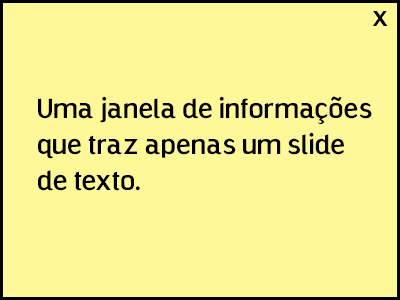 X
Uma janela de informações
que traz apenas um slide
de texto.